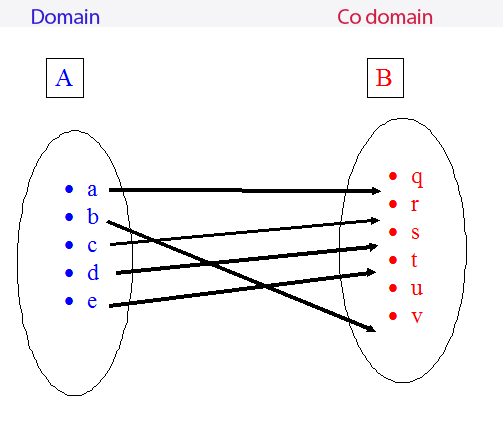 Domain
Co domain
A
B
• a
• b
• c
• d
• e
• q
• r
• s
• t
• u
• v